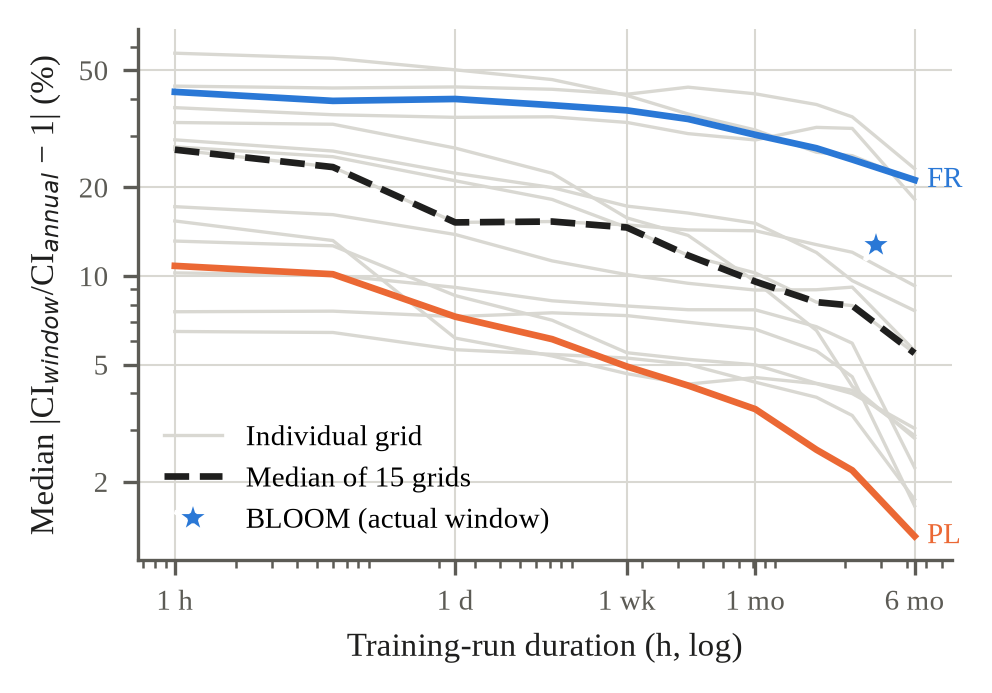 Median |CI_window/CI_annual − 1| (%)
50
20
10
5
2
FR
PL
Individual grid
Median of 15 grids
BLOOM (actual window)
1 h
1 d
1 wk
1 mo
6 mo
Training-run duration (h, log)